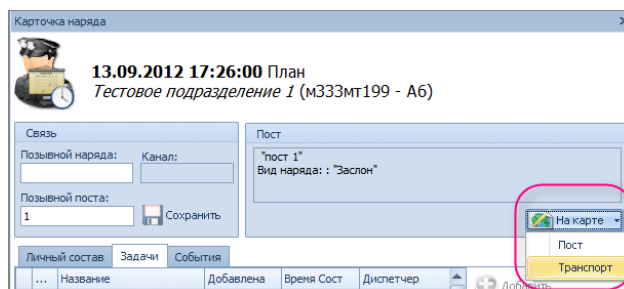 Карточка наряда
13.09.2012 17:26:00 План
Тестовое подразделение 1 (м333мт199 - А6)
Связь
Позывной наряда: Канал:
Позывной поста:
1
Сохранить
Пост
"пост 1"
Вид наряда: : "Заслон"
На карте
Пост
Транспорт
Личный состав Задачи События
... Название Добавлена Время Сост Диспетчер
Добавить